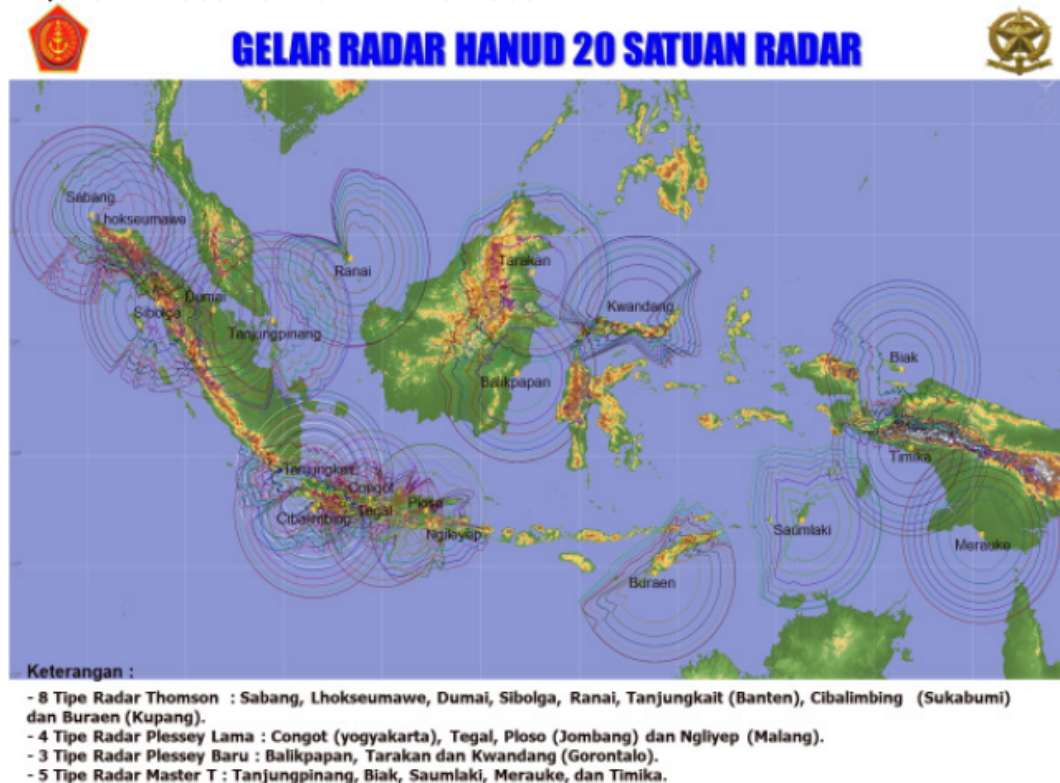 GELAR RADAR HANUD 20 SATUAN RADAR
Sabang
Lhokseumawe
Ranai
Tarakan
Dumai
Sibolga
Kwandang
Tanjungpinang
Biak
Balikpapan
Timika
Tanjungkait
Congot
Cibalimbing
Tegal
Ploso
Ngliyep
Saumlaki
Merauke
Buraen
Keterangan :
- 8 Tipe Radar Thomson : Sabang, Lhokseumawe, Dumai, Sibolga, Ranai, Tanjungkait (Banten), Cibalimbing (Sukabumi)
dan Buraen (Kupang).
- 4 Tipe Radar Plessey Lama : Congot (yogyakarta), Tegal, Ploso (Jombang) dan Ngliyep (Malang).
- 3 Tipe Radar Plessey Baru : Balikpapan, Tarakan dan Kwandang (Gorontalo).
- 5 Tipe Radar Master T : Tanjungpinang, Biak, Saumlaki, Merauke, dan Timika.